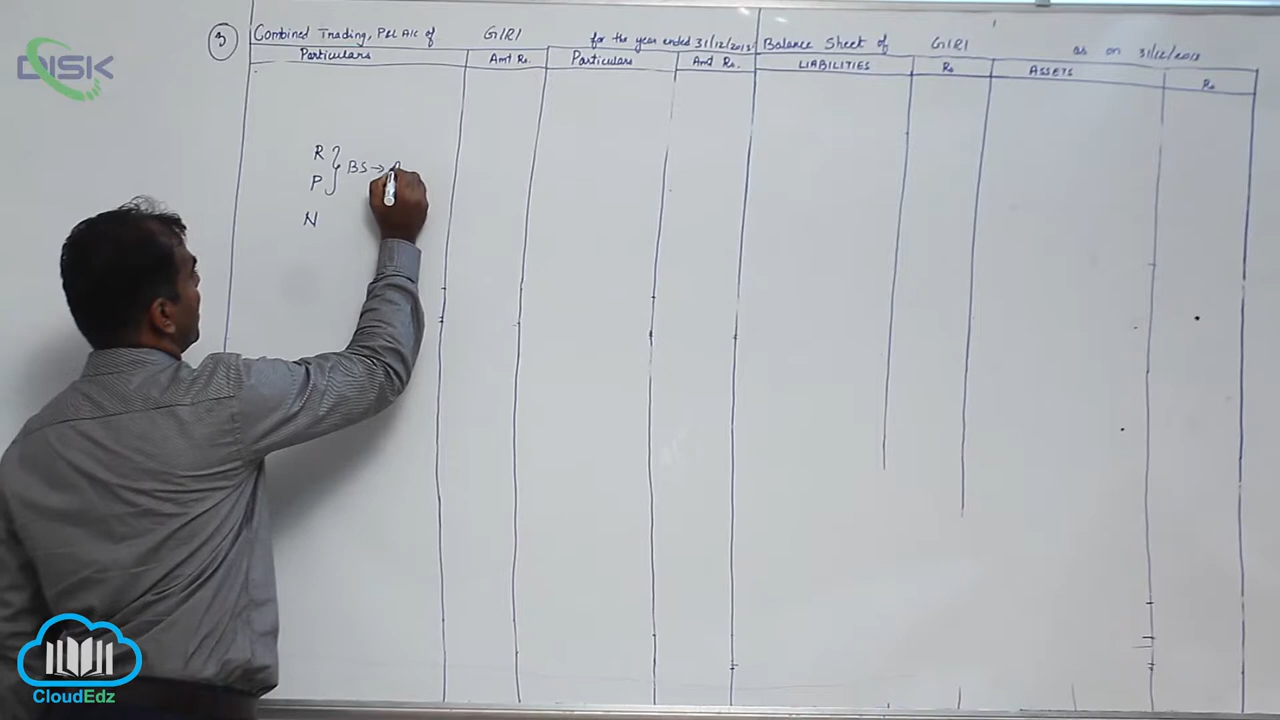 DISK
3
Combined Trading, P&L A/c of GIRI for the year ended 31/12/2013
Particulars Amt Rs. Particulars Amt Rs.
Balance Sheet of GIRI as on 31/12/2013
LIABILITIES Rs ASSETS Rs
R
P
BS →
N
CloudEdz